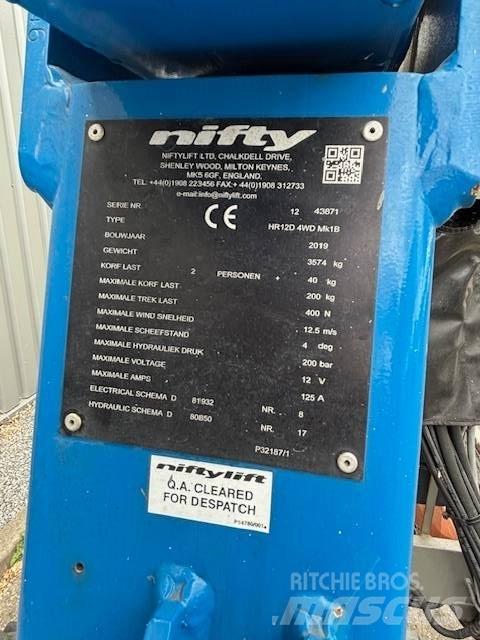 nifty
NIFTYLIFT LTD, CHALKDELL DRIVE,
SHENLEY WOOD, MILTON KEYNES,
MK5 6GF, ENGLAND.
TEL: +44(0)1908 223456 FAX:+ 44(0)1908 312733
e-mail:info@niftylift.com
SERIE NR. 12 43871
TYPE HR12D 4WD Mk1B
BOUWJAAR 2019
GEWICHT 3574 kg
KORF LAST 2 PERSONEN + 40 kg
MAXIMALE KORF LAST 200 kg
MAXIMALE TREK LAST 400 N
MAXIMALE WIND SNELHEID 12.5 m/s
MAXIMALE SCHEEFSTAND 4 deg
MAXIMALE HYDRAULIEK DRUK 200 bar
MAXIMALE VOLTAGE 12 V
MAXIMALE AMPS 125 A
ELECTRICAL SCHEMA D 81932 NR. 8
HYDRAULIC SCHEMA D 80850 NR. 17
P32187/1
niftylift
Q.A. CLEARED
FOR DESPATCH
P14780/001
RITCHIE BROS.
MASCUS